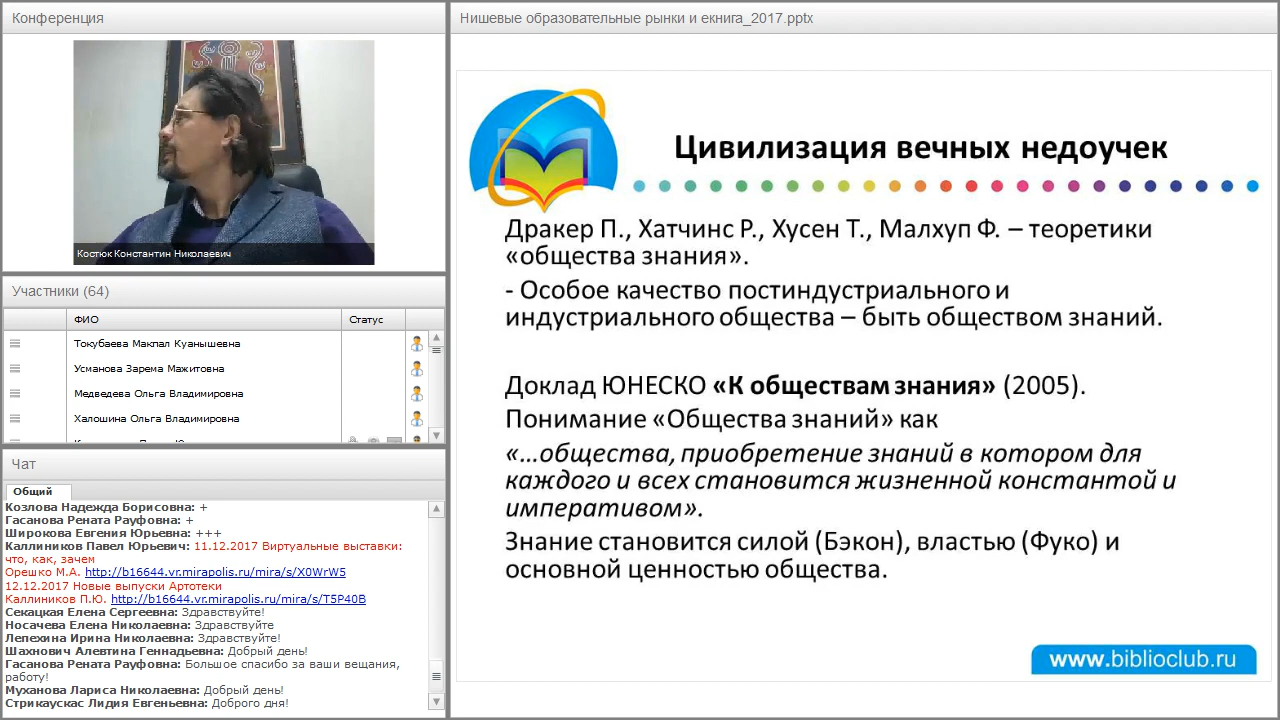 Конференция
Костюк Константин Николаевич
Участники (64)
ФИО
Статус
Токубаева Макпал Куанышевна
Усманова Зарема Мажитовна
Медведева Ольга Владимировна
Халошина Ольга Владимировна
Чат
Общий
Козлова Надежда Борисовна: +
Гасанова Рената Рауфовна: +
Широкова Евгения Юрьевна: +++
Каллиников Павел Юрьевич: 11.12.2017 Виртуальные выставки:
что, как, зачем
Орешко М.А. http://b16644.vr.mirapolis.ru/mira/s/X0WrW5
12.12.2017 Новые выпуски Артотеки
Каллиников П.Ю. http://b16644.vr.mirapolis.ru/mira/s/T5P40B
Секацкая Елена Сергеевна: Здравствуйте!
Носачева Елена Николаевна: Здравствуйте
Лепехина Ирина Николаевна: Здравствуйте!
Шахнович Алевтина Геннадьевна: Добрый день!
Гасанова Рената Рауфовна: Большое спасибо за ваши вещания,
работу!
Муханова Лариса Николаевна: Добрый день!
Стрикаускас Лидия Евгеньевна: Доброго дня!
Нишевые образовательные рынки и екнига_2017.pptx
Цивилизация вечных недоучек
Дракер П., Хатчинс Р., Хусен Т., Малхуп Ф. – теоретики
«общества знания».
- Особое качество постиндустриального и
индустриального общества – быть обществом знаний.
Доклад ЮНЕСКО «К обществам знания» (2005).
Понимание «Общества знаний» как
«…общества, приобретение знаний в котором для
каждого и всех становится жизненной константой и
императивом».
Знание становится силой (Бэкон), властью (Фуко) и
основной ценностью общества.
www.biblioclub.ru